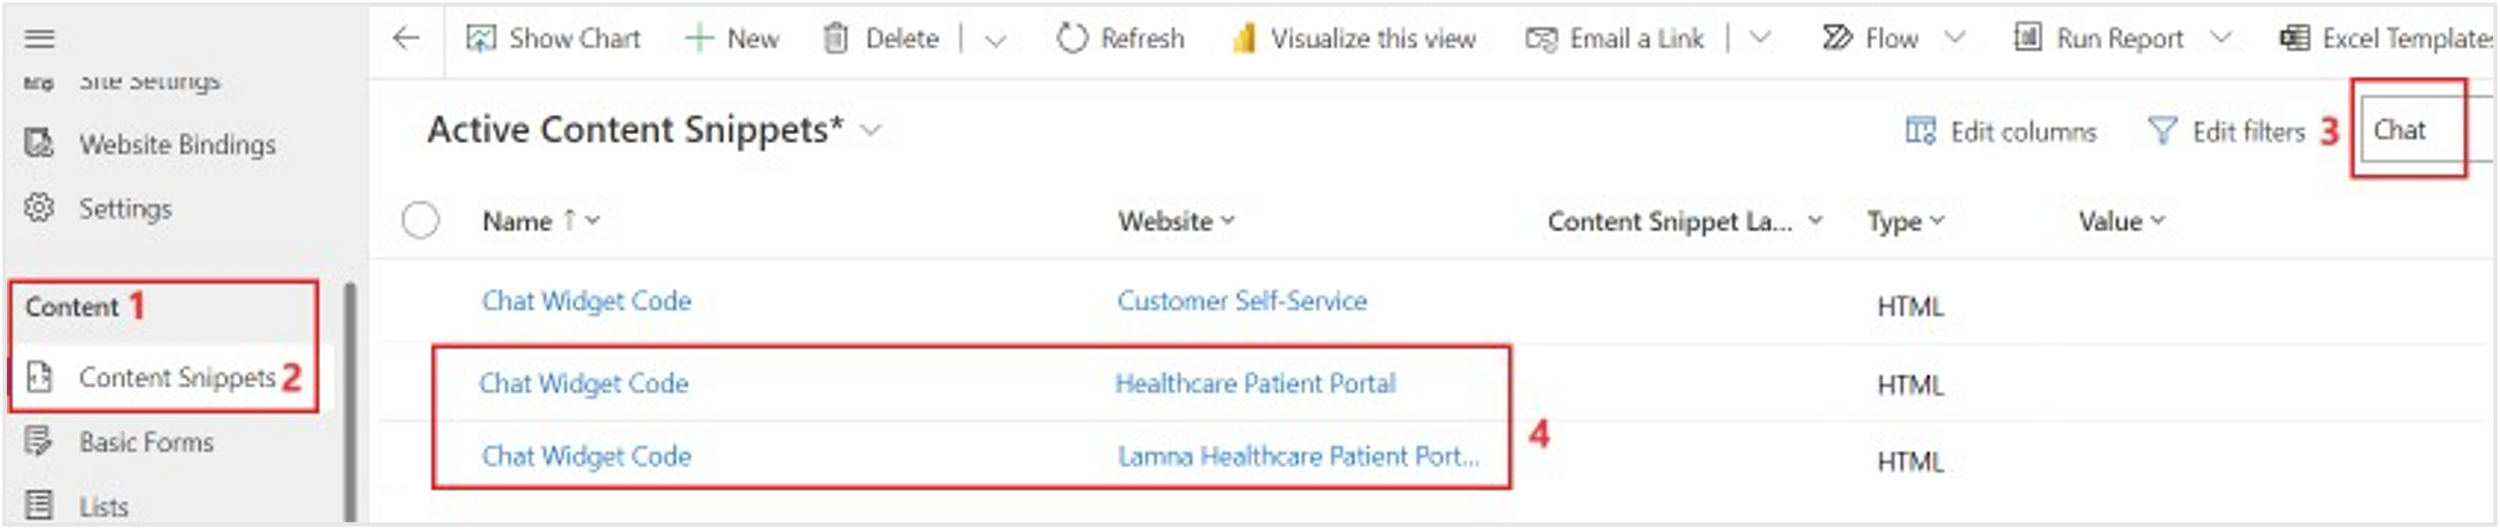 Show Chart New Delete Refresh Visualize this view Email a Link Flow Run Report Excel Templates
Site Settings
Website Bindings
Settings
Content 1
Content Snippets 2
Basic Forms
Lists
Active Content Snippets*
Edit columns Edit filters 3 Chat
Name ↑ Website Content Snippet La... Type Value
Chat Widget Code Customer Self-Service HTML
Chat Widget Code Healthcare Patient Portal HTML
4
Chat Widget Code Lamna Healthcare Patient Port... HTML